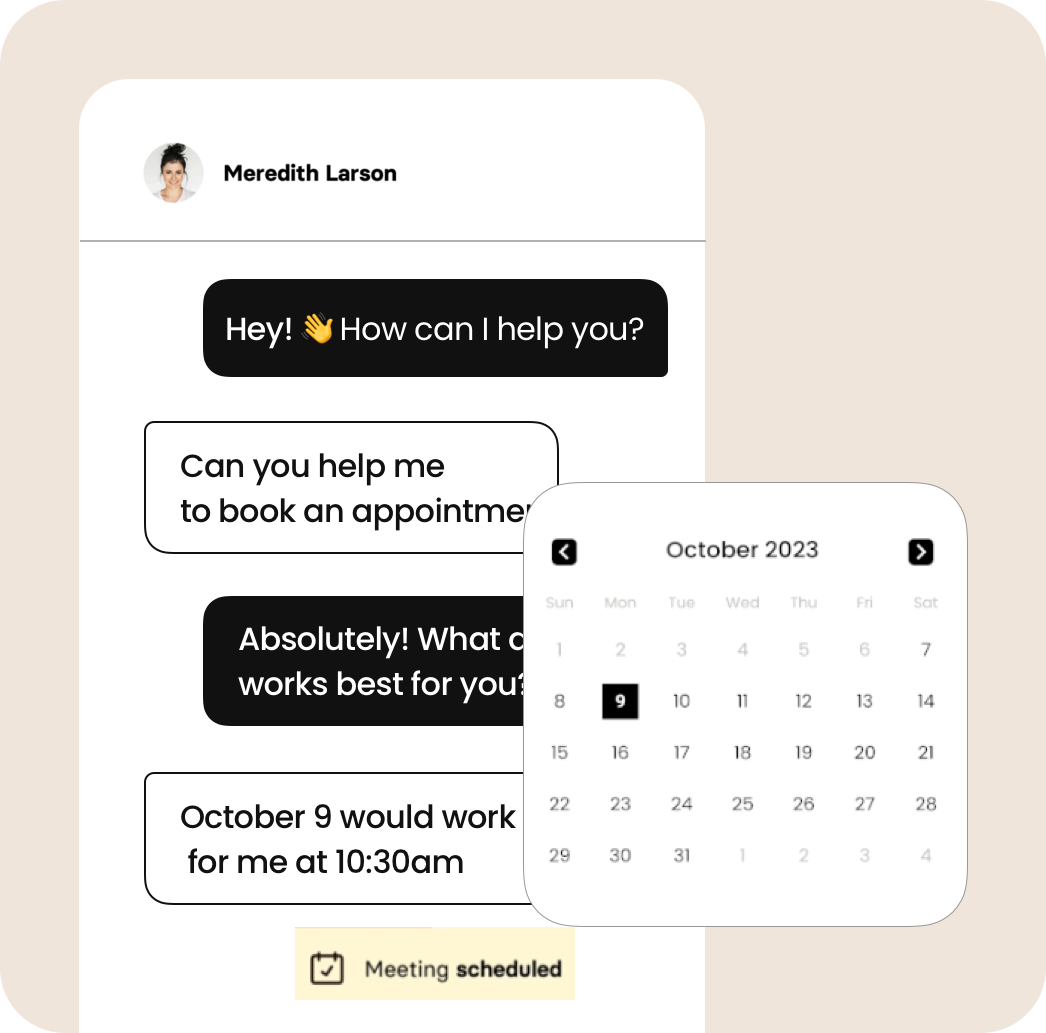 Meredith Larson
Hey! 👋 How can I help you?
Can you help me
to book an
Absolutely! What
works best for you?
October 9 would work
for me at 10:30am
Meeting scheduled
October 2023
Sun Mon Tue Wed Thu Fri Sat
1 2 3 4 5 6 7
8 9 10 11 12 13 14
15 16 17 18 19 20 21
22 23 24 25 26 27 28
29 30 31 1 2 3 4